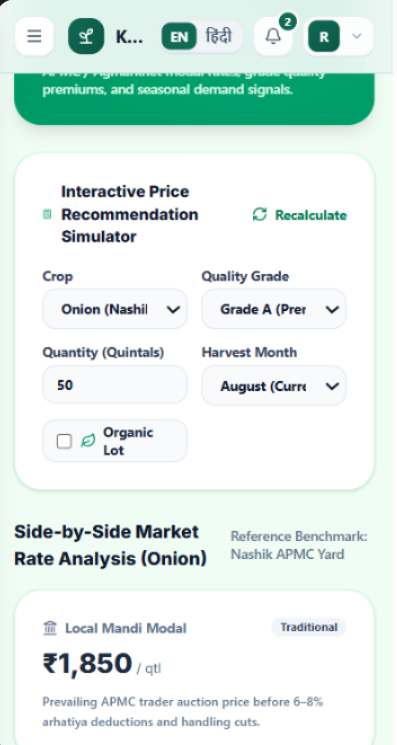 K...
EN हिंदी
2
R
APMC / Agmarknet modal rates, grade quality
premiums, and seasonal demand signals.
Interactive Price
Recommendation
Simulator
Recalculate
Crop
Quality Grade
Onion (Nashil
Grade A (Prer
Quantity (Quintals)
Harvest Month
50
August (Curre
Organic
Lot
Side-by-Side Market
Rate Analysis (Onion)
Reference Benchmark:
Nashik APMC Yard
Local Mandi Modal
Traditional
₹1,850 / qtl
Prevailing APMC trader auction price before 6–8%
arhatiya deductions and handling cuts.